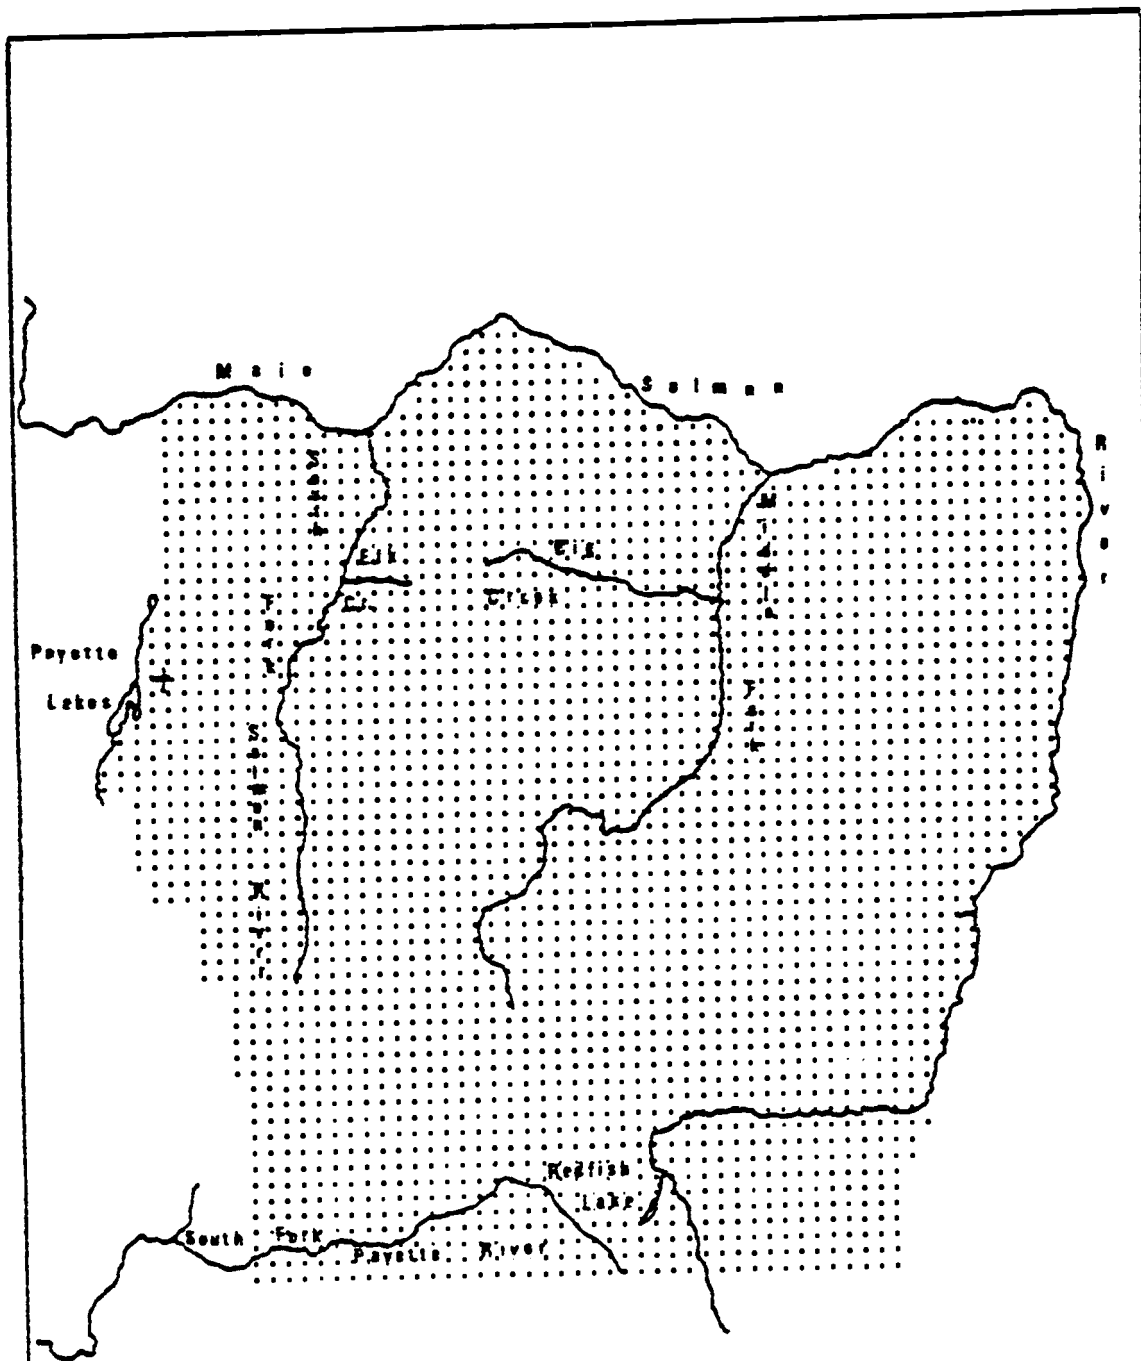 Main Salmon River
South Fork Salmon River
Elk Cr.
Big Creek
Middle Fork
Payette Lakes
Redfish Lake
South Fork Payette River